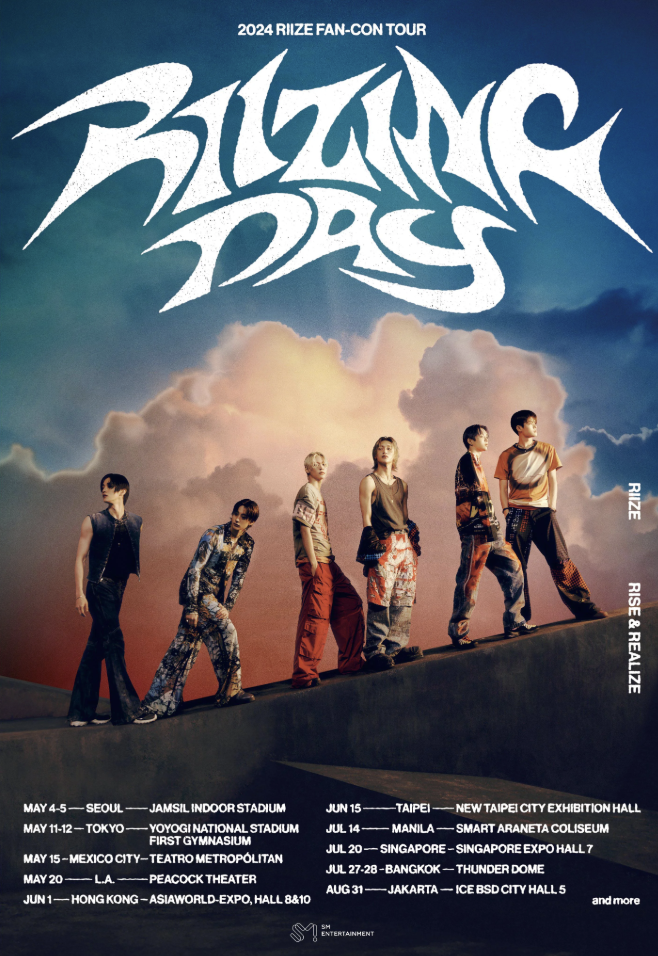 2024 RIIZE FAN-CON TOUR
RIIZING
DAY
RIIZE
RISE & REALIZE
MAY 4-5 — SEOUL — JAMSIL INDOOR STADIUM
MAY 11-12 — TOKYO — YOYOGI NATIONAL STADIUM
FIRST GYMNASIUM
MAY 15 – MEXICO CITY – TEATRO METROPÓLITAN
MAY 20 — L.A. — PEACOCK THEATER
JUN 1 — HONG KONG – ASIAWORLD-EXPO, HALL 8&10
JUN 15 — TAIPEI — NEW TAIPEI CITY EXHIBITION HALL
JUL 14 — MANILA — SMART ARANETA COLISEUM
JUL 20 — SINGAPORE – SINGAPORE EXPO HALL 7
JUL 27-28 – BANGKOK — THUNDER DOME
AUG 31 — JAKARTA — ICE BSD CITY HALL 5
and more
SM
ENTERTAINMENT